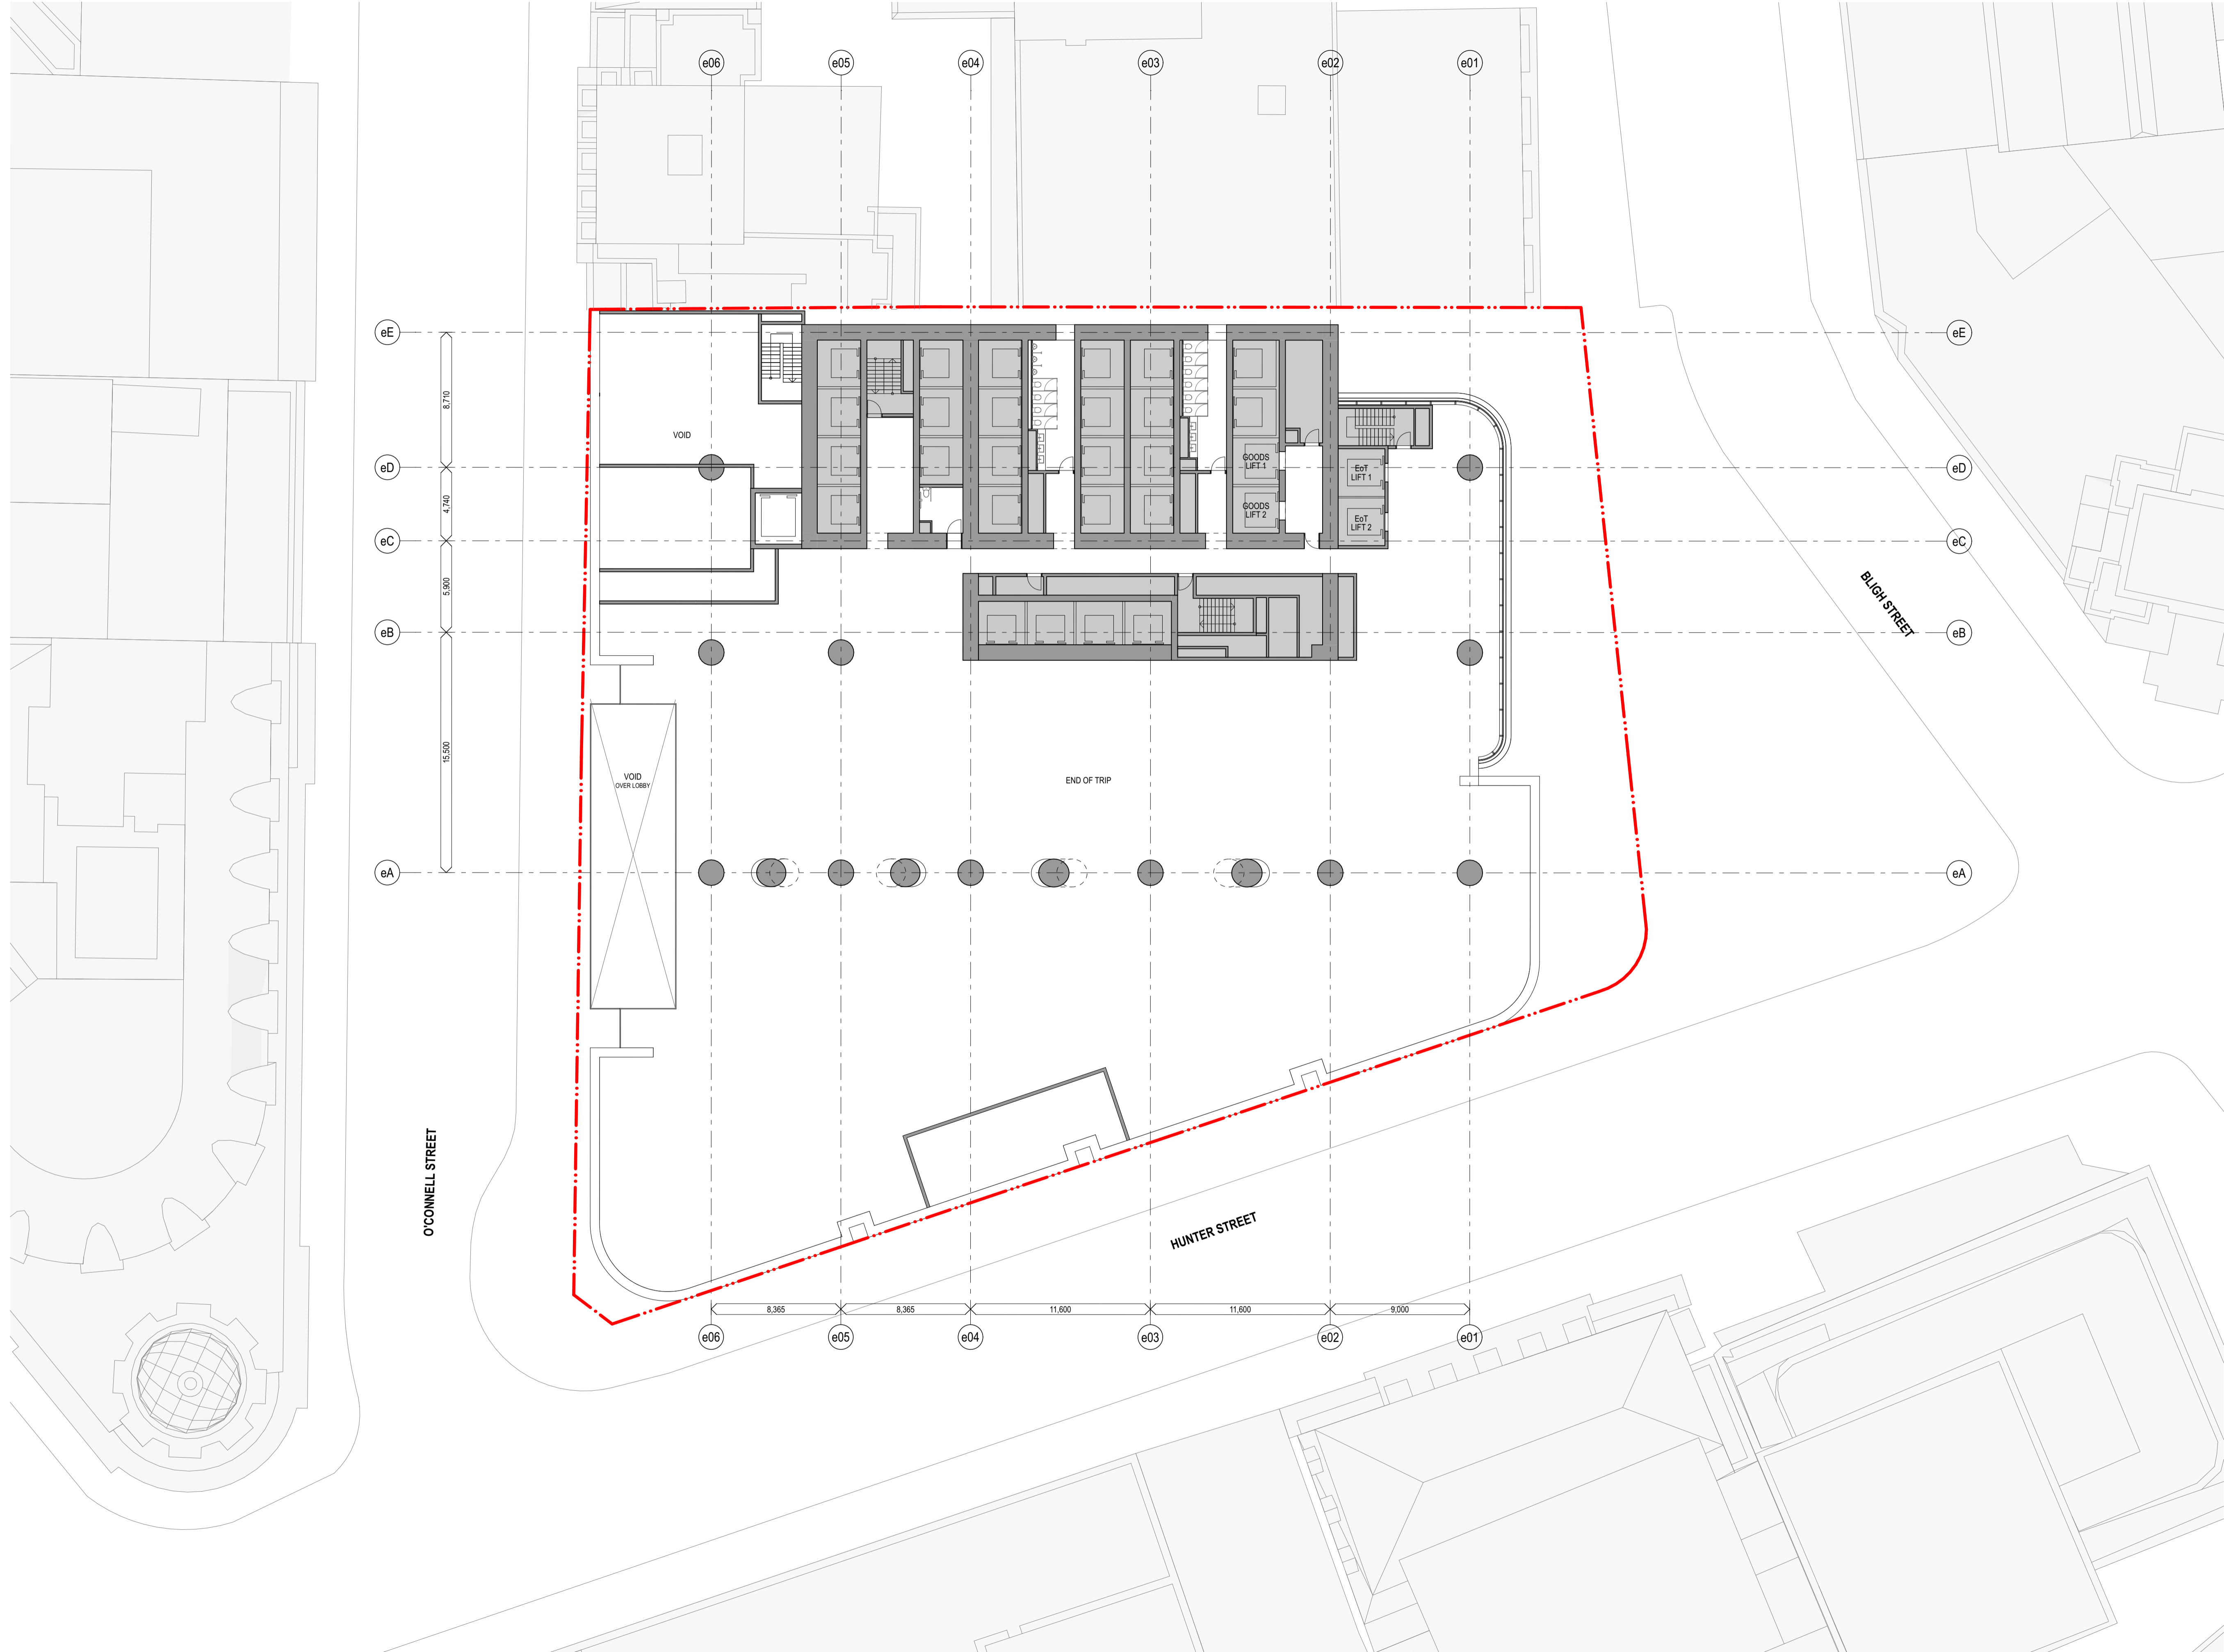 e06
e05
e04
e03
e02
e01
eE
eE
8,710
VOID
GOODS
LIFT 1
EoT
LIFT 1
eD
eD
4,740
GOODS
LIFT 2
EoT
LIFT 2
eC
eC
5,900
BLIGH STREET
eB
eB
15,500
VOID
OVER LOBBY
END OF TRIP
eA
eA
O'CONNELL STREET
HUNTER STREET
8,365
8,365
11,600
11,600
9,000
e06
e05
e04
e03
e02
e01